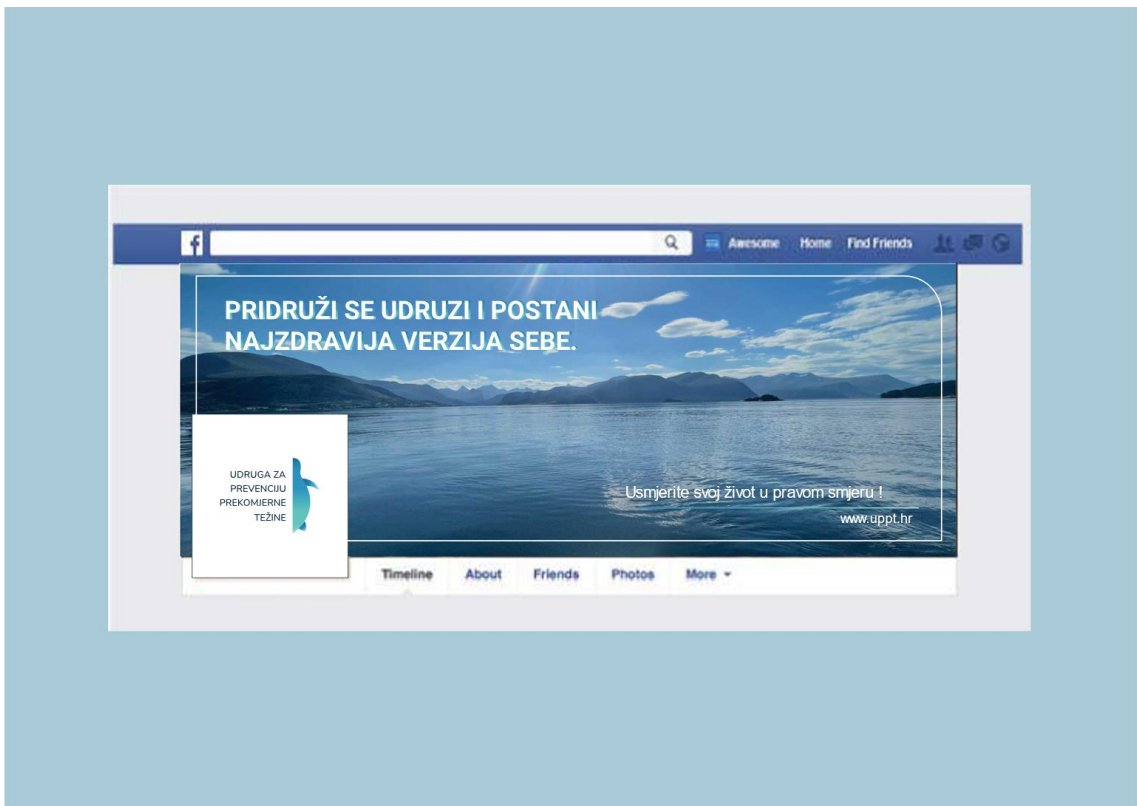 f
Awesome Home Find Friends
PRIDRUŽI SE UDRUZI I POSTANI
NAJZDRAVIJA VERZIJA SEBE.
UDRUGA ZA
PREVENCIJU
PREKOMJERNE
TEŽINE
Usmjerite svoj život u pravom smjeru !
www.uppt.hr
Timeline About Friends Photos More